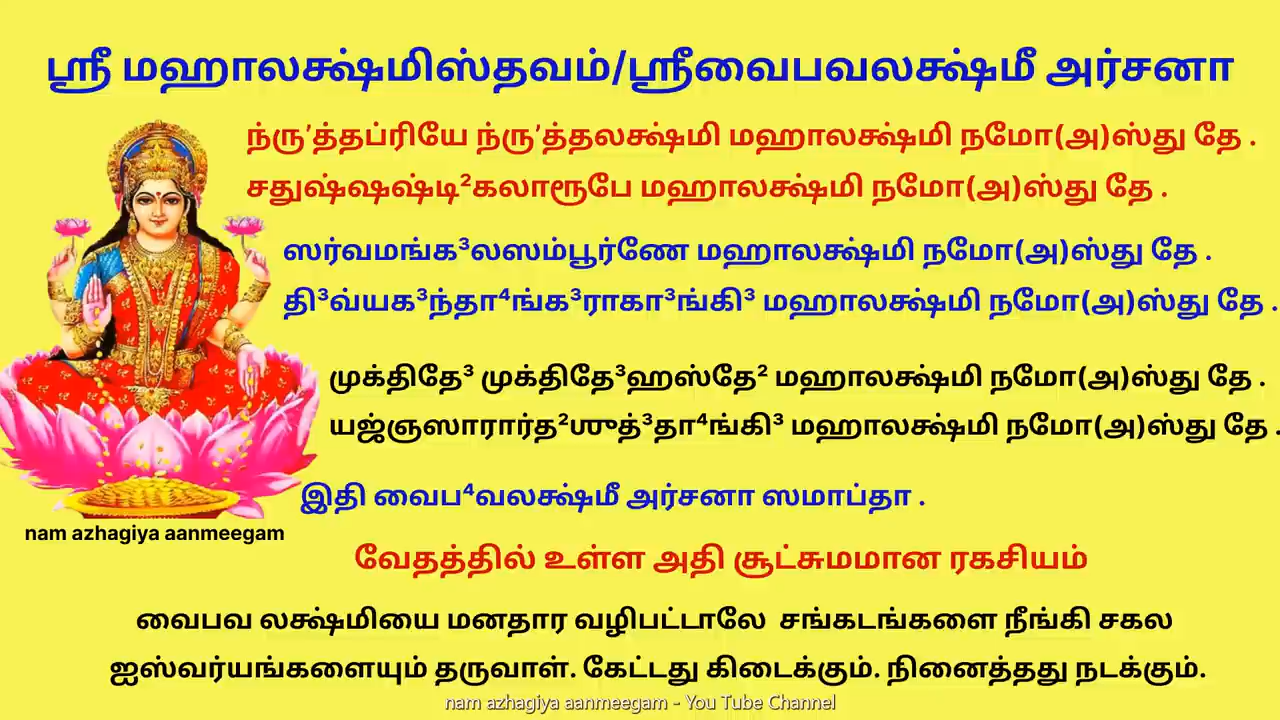 ஸ்ரீ மஹாலக்ஷ்மிஸ்தவம்/ஸ்ரீவைபவலக்ஷ்மீ அர்சனா
ந்ரு’த்தப்ரியே ந்ரு’த்தலக்ஷ்மி மஹாலக்ஷ்மி நமோ(அ)ஸ்து தே .
சதுஷ்ஷஷ்டி²கலாரூபே மஹாலக்ஷ்மி நமோ(அ)ஸ்து தே .
ஸர்வமங்க³லஸம்பூர்ணே மஹாலக்ஷ்மி நமோ(அ)ஸ்து தே .
தி³வ்யக³ந்தா⁴ங்க³ராகா³ங்கி³ மஹாலக்ஷ்மி நமோ(அ)ஸ்து தே .
முக்திதே³ முக்திதே³ஹஸ்தே² மஹாலக்ஷ்மி நமோ(அ)ஸ்து தே .
யஜ்ஞஸாரார்த²ஶுத்³தா⁴ங்கி³ மஹாலக்ஷ்மி நமோ(அ)ஸ்து தே .
இதி வைப⁴வலக்ஷ்மீ அர்சனா ஸமாப்தா .
nam azhagiya aanmeegam
வேதத்தில் உள்ள அதி சூட்சுமமான ரகசியம்
வைபவ லக்ஷ்மியை மனதார வழிபட்டாலே சங்கடங்களை நீங்கி சகல
ஐஸ்வர்யங்களையும் தருவாள். கேட்டது கிடைக்கும். நினைத்தது நடக்கும்.
nam azhagiya aanmeegam - You Tube Channel